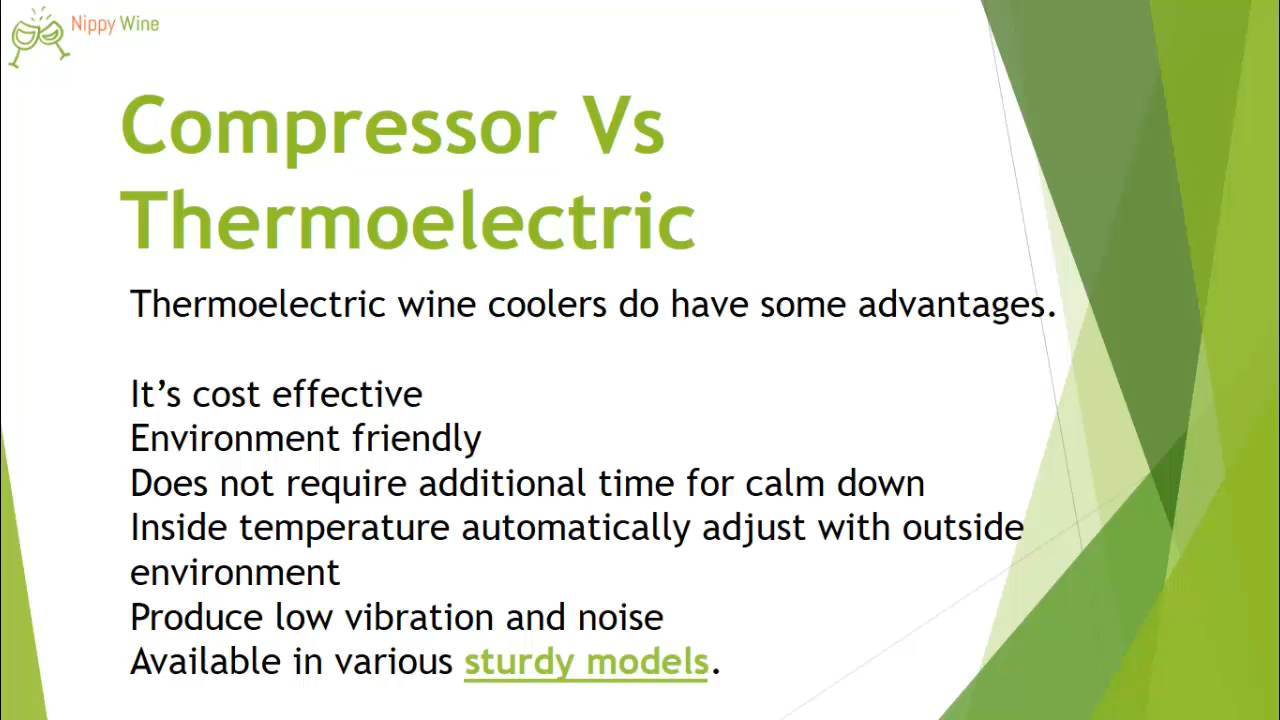 Nippy Wine
Compressor Vs
Thermoelectric
Thermoelectric wine coolers do have some advantages.
It’s cost effective
Environment friendly
Does not require additional time for calm down
Inside temperature automatically adjust with outside
environment
Produce low vibration and noise
Available in various sturdy models.